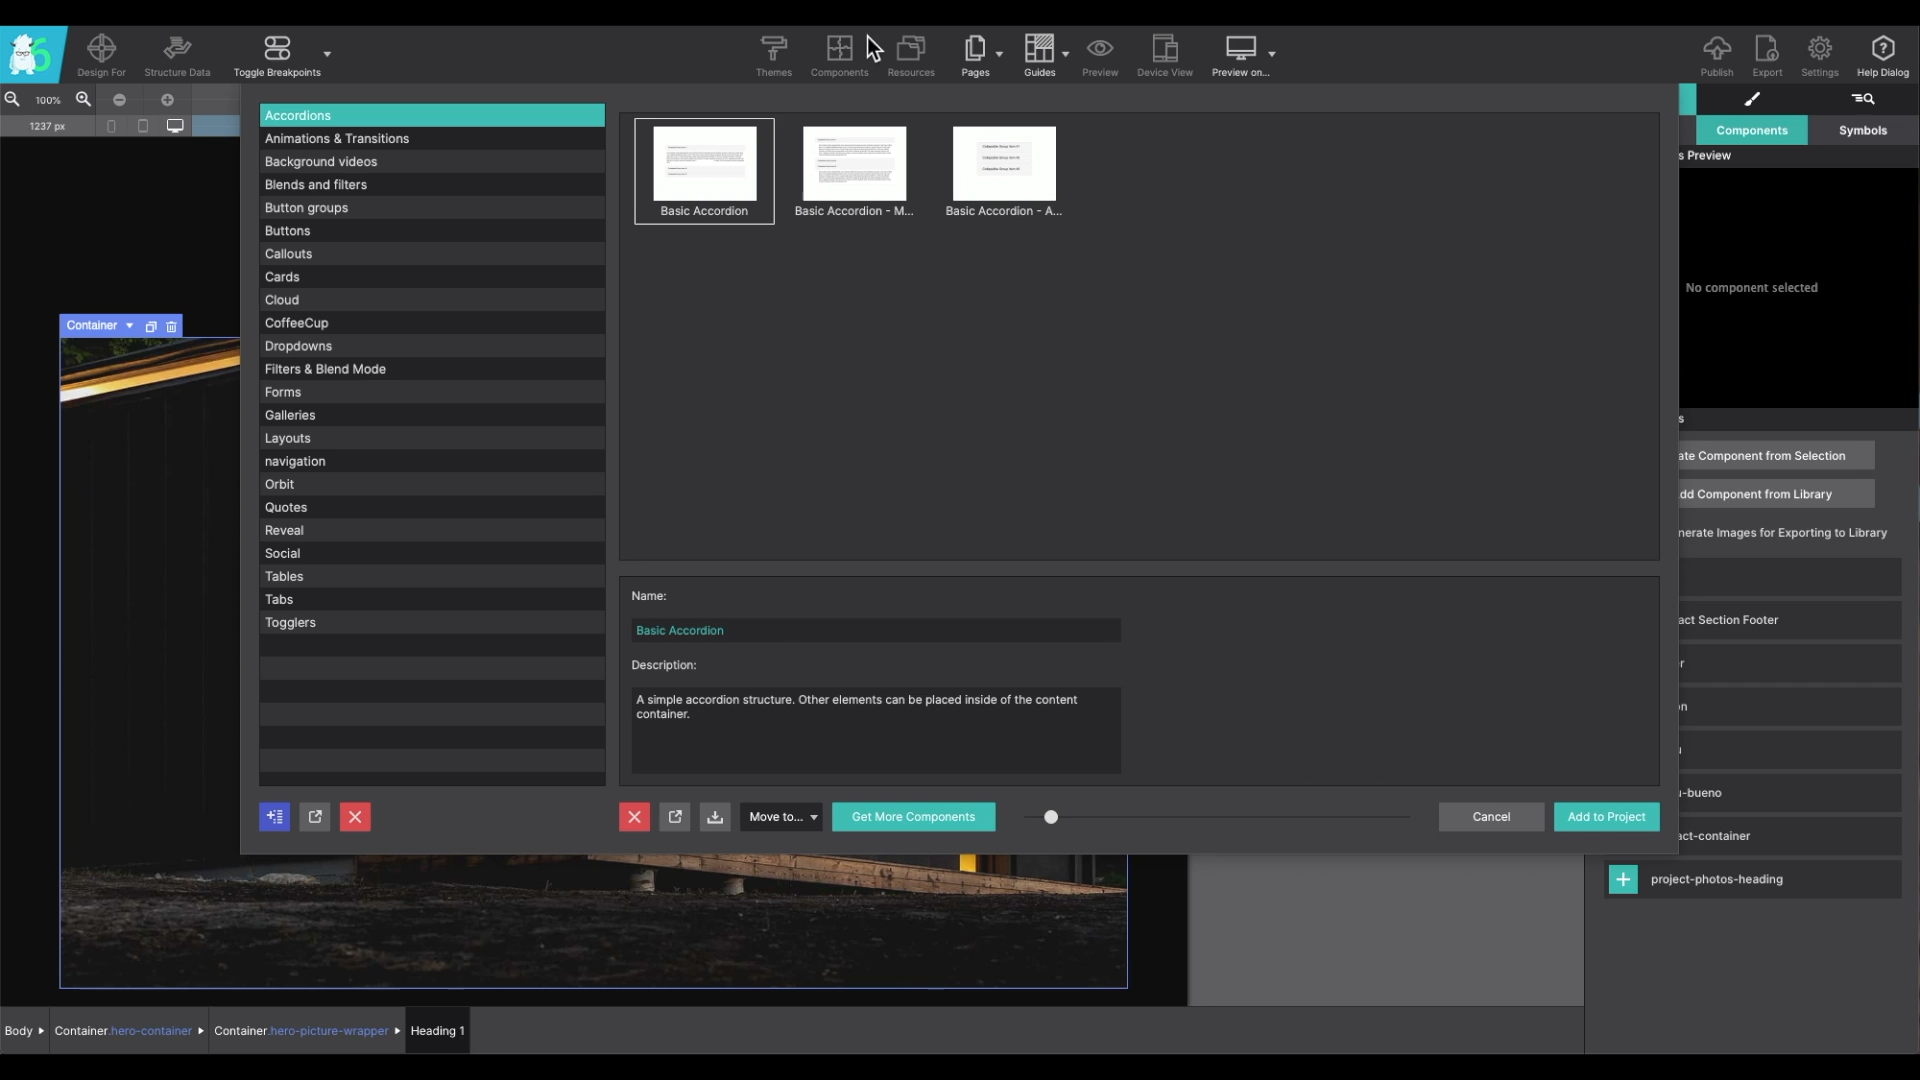 Design For
Structure Data
Toggle Breakpoints
Themes
Components
Resources
Pages
Guides
Preview
Device View
Preview on...
Publish
Export
Settings
Help Dialog
100%
1237 px
Components
Symbols
s Preview
No component selected
Accordions
Animations & Transitions
Background videos
Blends and filters
Button groups
Buttons
Callouts
Cards
Cloud
CoffeeCup
Dropdowns
Filters & Blend Mode
Forms
Galleries
Layouts
navigation
Orbit
Quotes
Reveal
Social
Tables
Tabs
Togglers
Basic Accordion
Basic Accordion - M...
Basic Accordion - A...
Name:
Basic Accordion
Description:
A simple accordion structure. Other elements can be placed inside of the content
container.
Move to...
Get More Components
Cancel
Add to Project
Container
s
ate Component from Selection
dd Component from Library
nerate Images for Exporting to Library
act Section Footer
r
n
u-bueno
act-container
project-photos-heading
Body
Container.hero-container
Container.hero-picture-wrapper
Heading 1